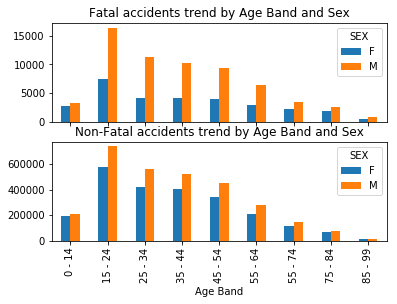 Fatal accidents trend by Age Band and Sex
15000
10000
5000
0
SEX
F
M
Non-Fatal accidents trend by Age Band and Sex
600000
400000
200000
0
SEX
F
M
0 - 14
15 - 24
25 - 34
35 - 44
45 - 54
55 - 64
55 - 74
75 - 84
85 - 99
Age Band